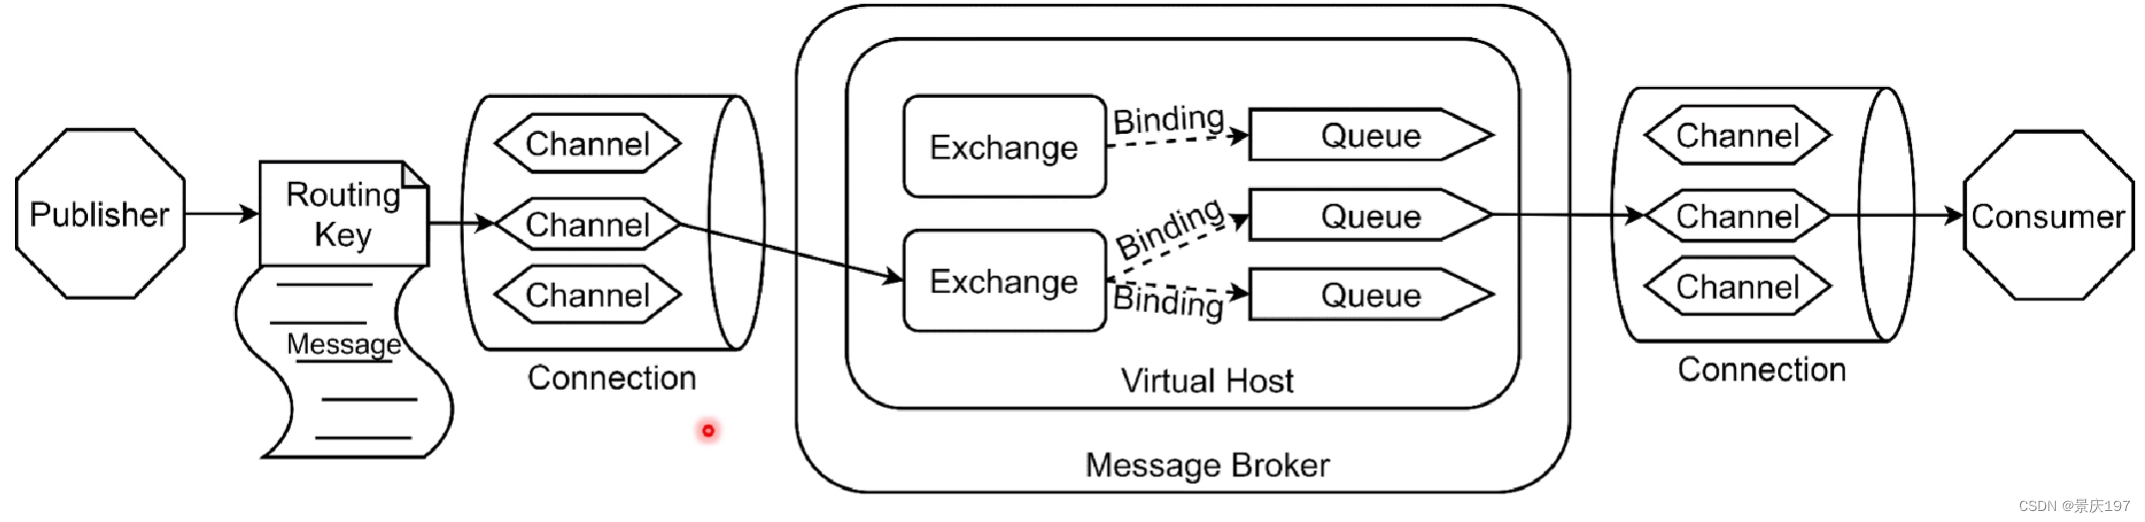 Publisher
Routing
Key
Message
Channel
Channel
Channel
Connection
Exchange
Exchange
Binding
Binding
Binding
Queue
Queue
Queue
Virtual Host
Message Broker
Channel
Channel
Channel
Connection
Consumer
CSDN @景庆197